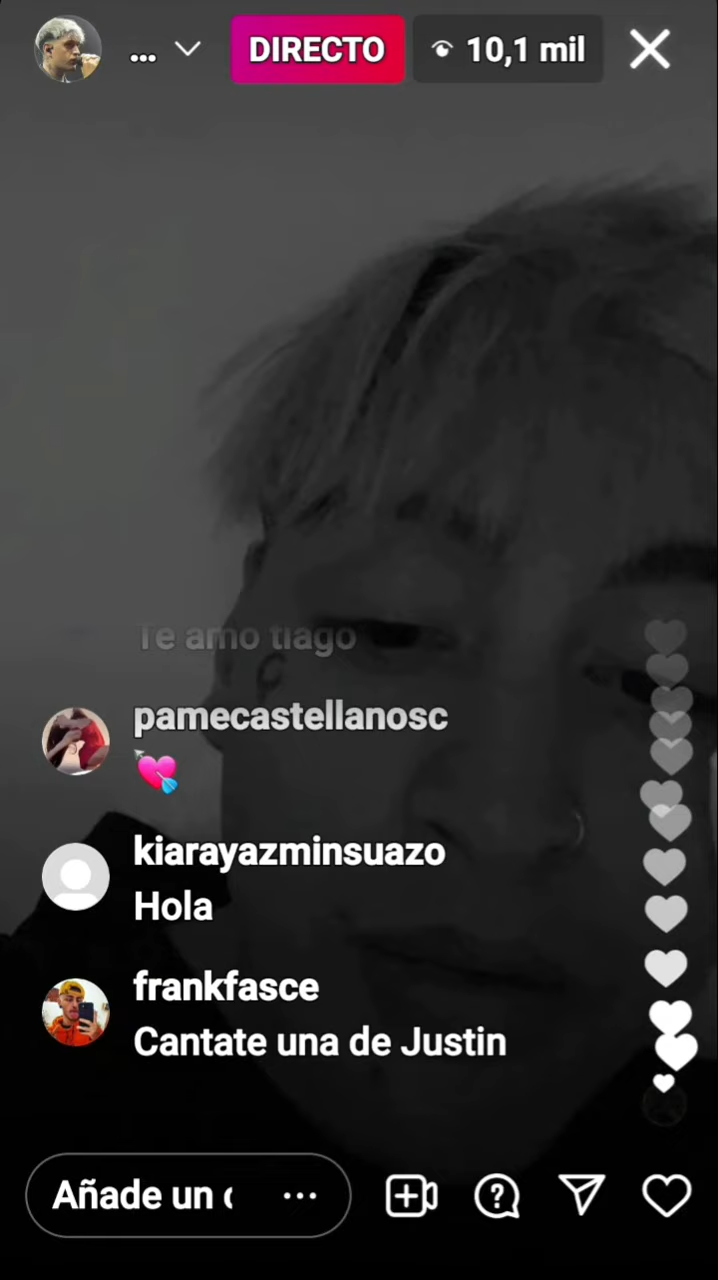 ...
DIRECTO
10,1 mil
Te amo tiago
pamecastellanosc
💘
kiarayazminsuazo
Hola
frankfasce
Cantate una de Justin
Añade un
...